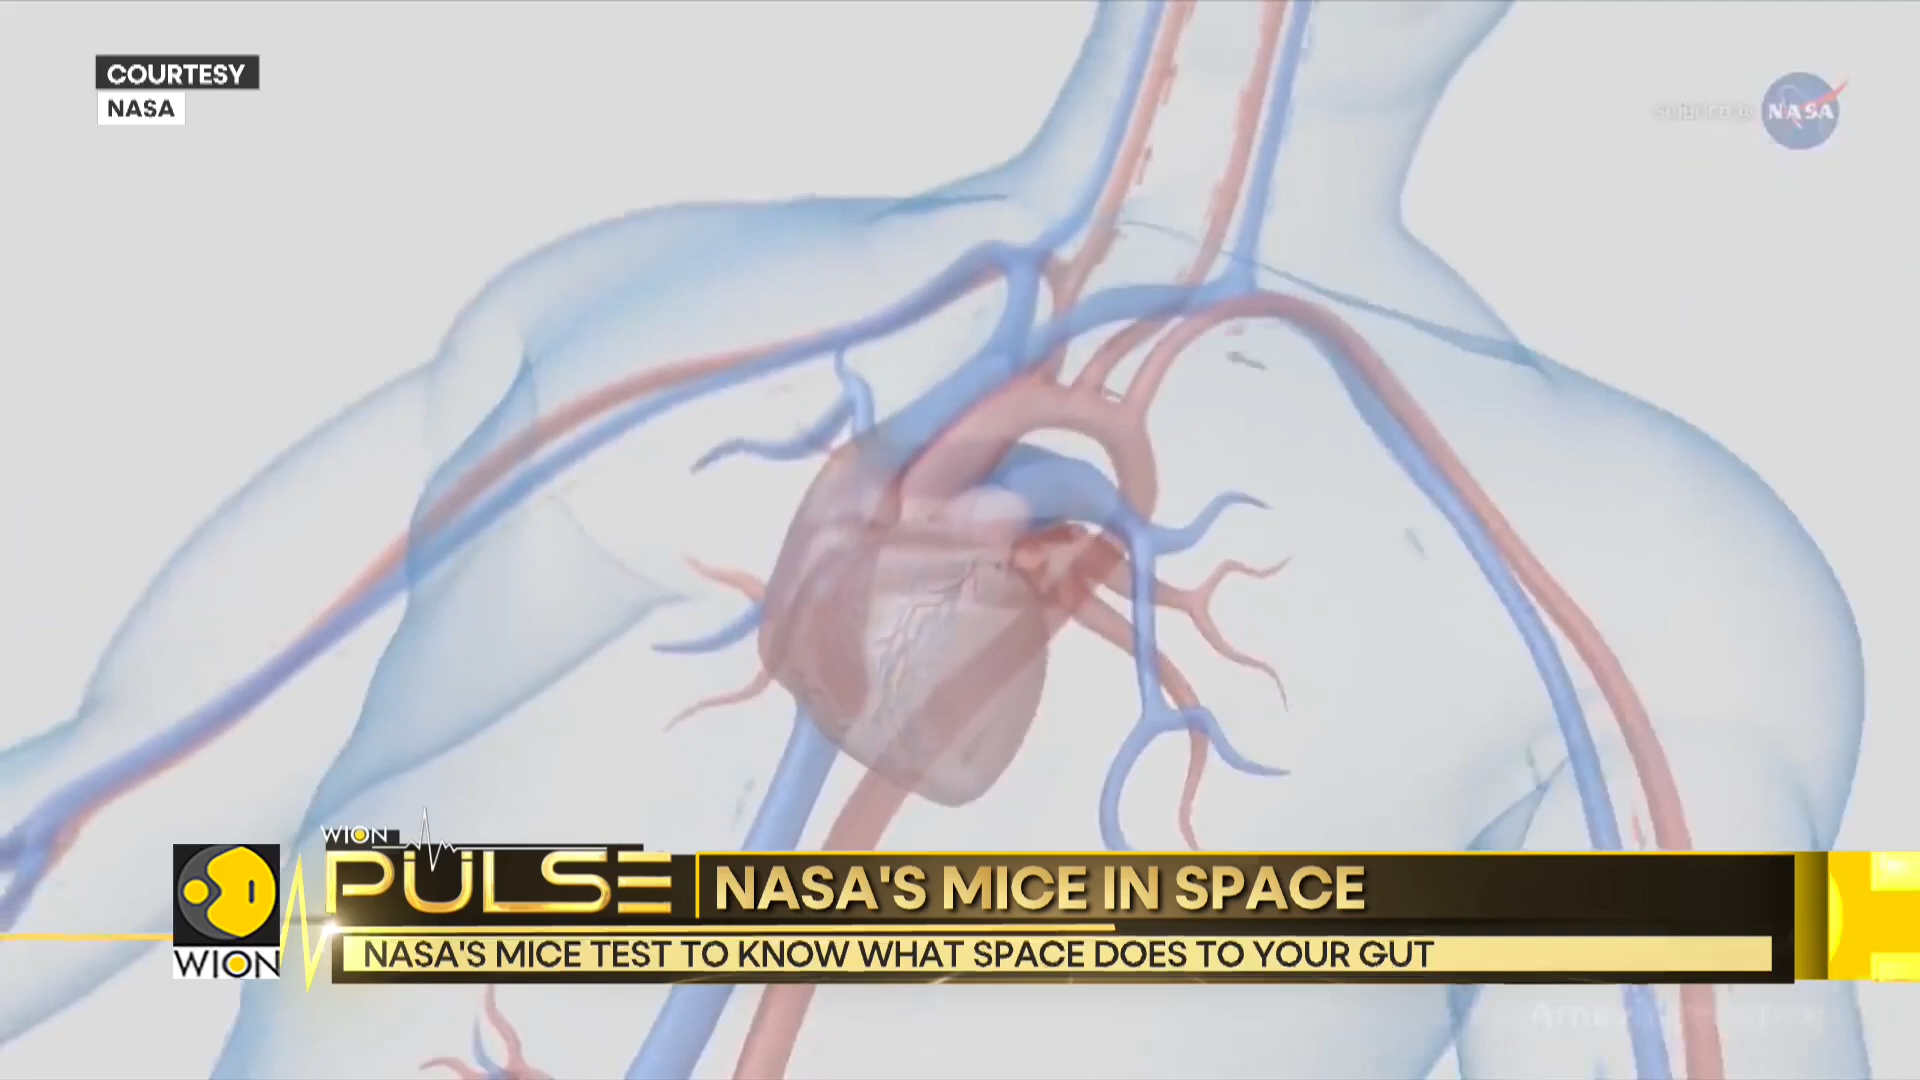 COURTESY
NASA
NASA
WION
PULSE
NASA'S MICE IN SPACE
NASA'S MICE TEST TO KNOW WHAT SPACE DOES TO YOUR GUT
WION